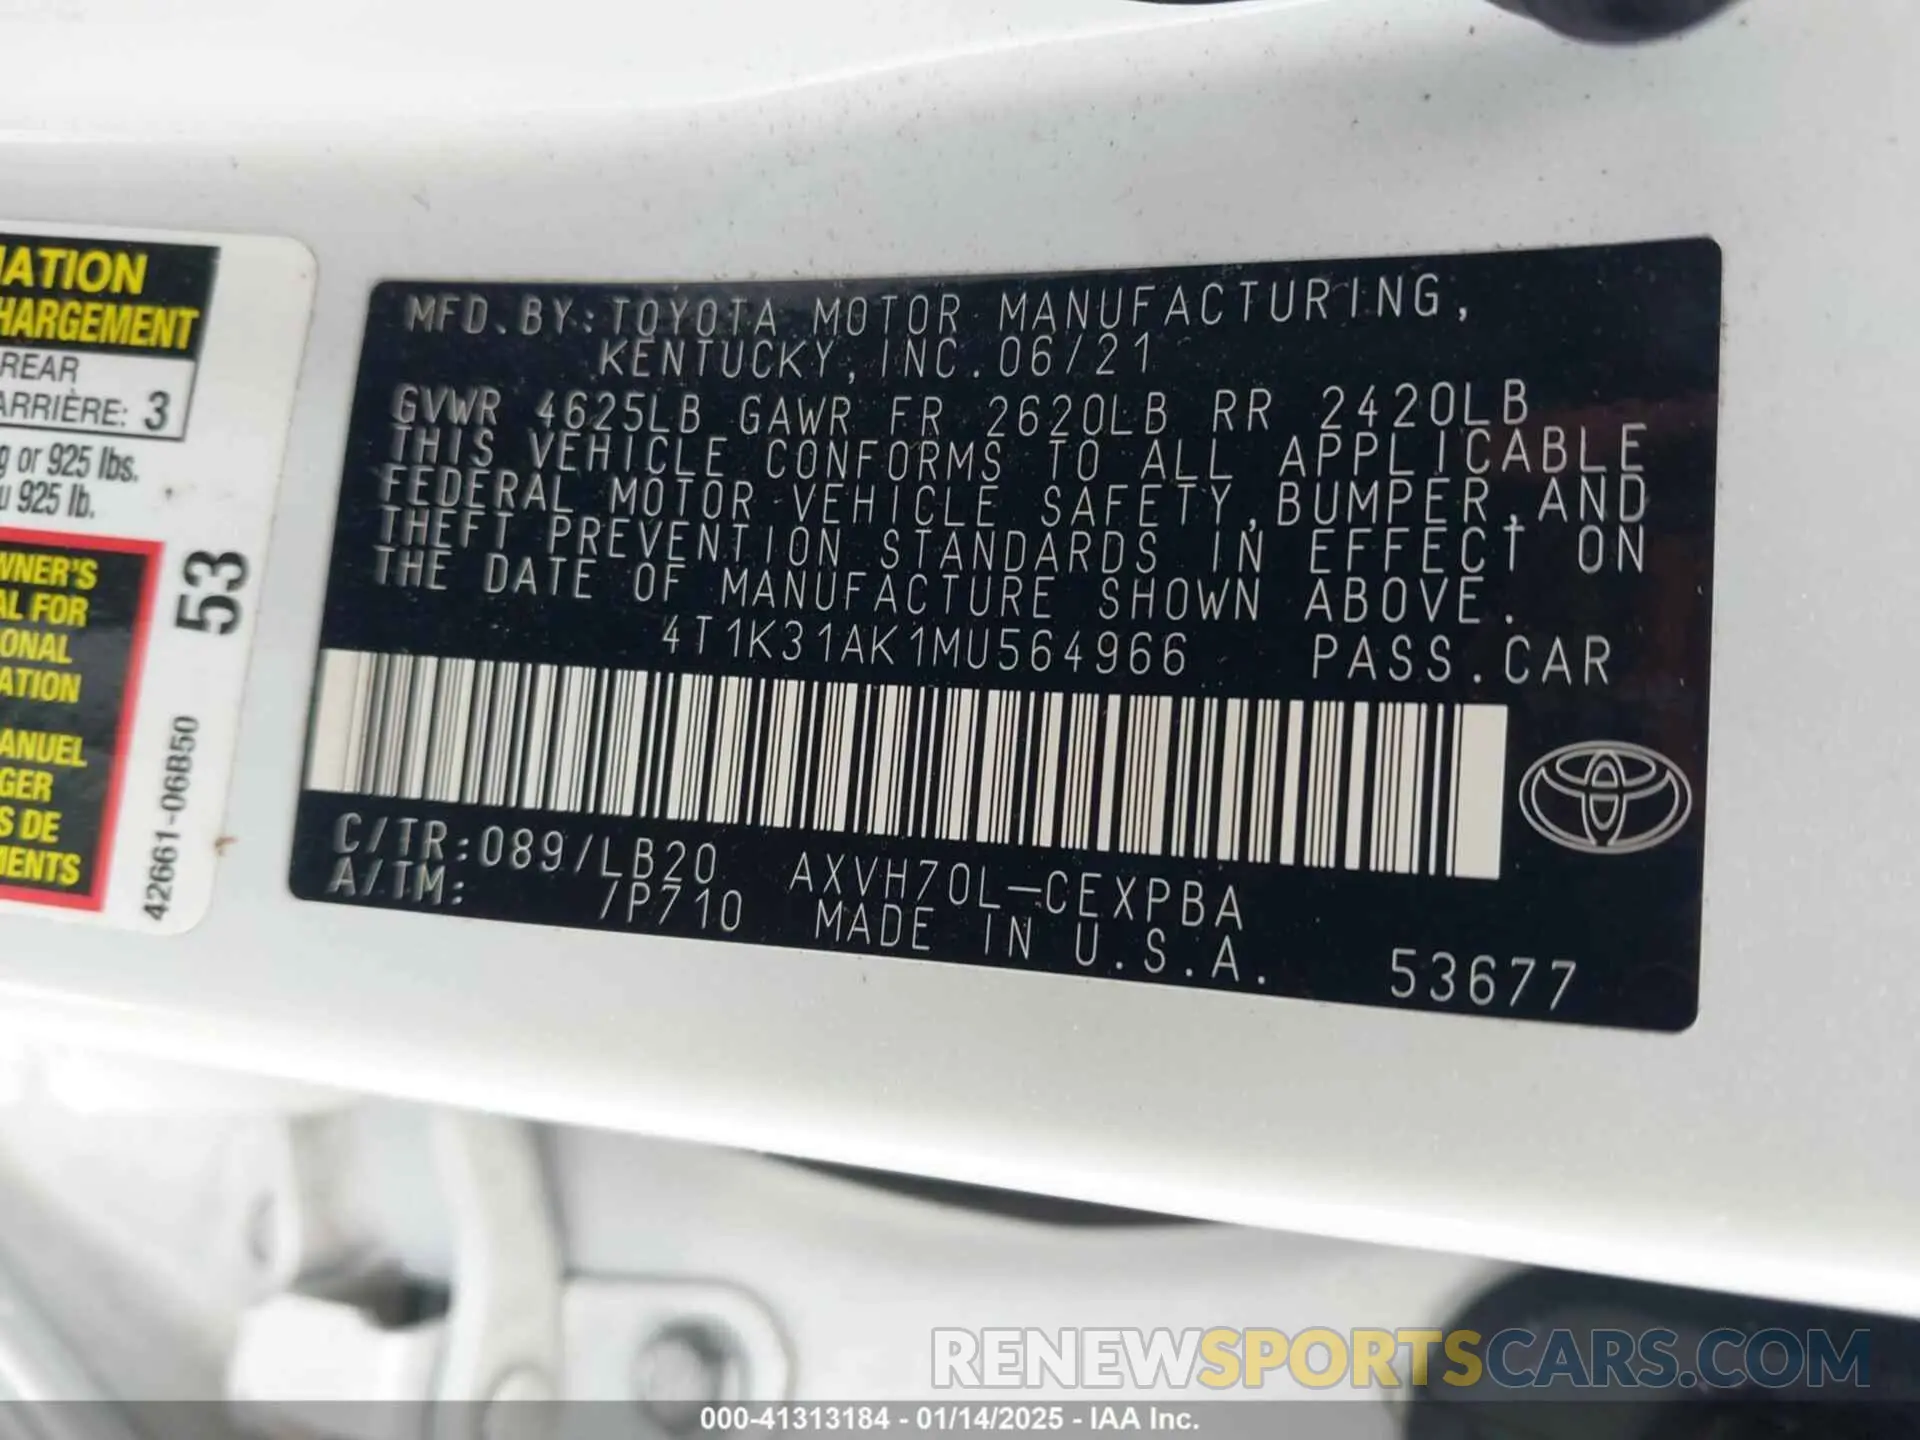 MATION
HARGEMENT
REAR
ARRIÈRE: 3
g or 925 lbs.
u 925 lb.
WNER'S
AL FOR
IONAL
ATION
ANUEL
GER
S DE
MENTS
53
42661-06B50
MFD. BY: TOYOTA MOTOR MANUFACTURING,
KENTUCKY, INC. 06/21
GVWR 4625LB GAWR FR 2620LB RR 2420LB
THIS VEHICLE CONFORMS TO ALL APPLICABLE
FEDERAL MOTOR VEHICLE SAFETY, BUMPER, AND
THEFT PREVENTION STANDARDS IN EFFECT ON
THE DATE OF MANUFACTURE SHOWN ABOVE.
4T1K31AK1MU564966 PASS. CAR
C/TR:089/LB20 AXVH70L-CEXPBA
A/TM: /P710 MADE IN U.S.A. 53677
RENEWSPORTSCARS.COM
000-41313184 - 01/14/2025 - IAA Inc.